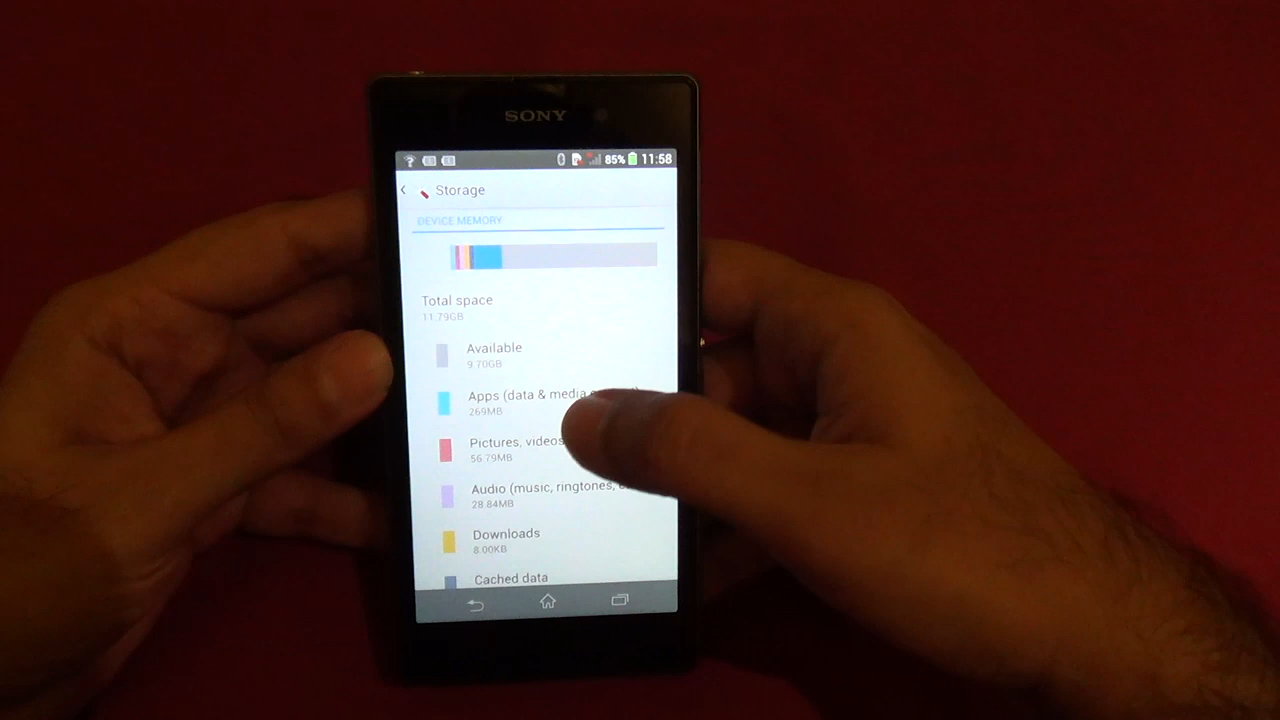 SONY
85% 11:58
Storage
DEVICE MEMORY
Total space
11.79GB
Available
9.70GB
Apps (data & media
269MB
Pictures, videos
56.79MB
Audio (music, ringtones,
28.84MB
Downloads
8.00KB
Cached data